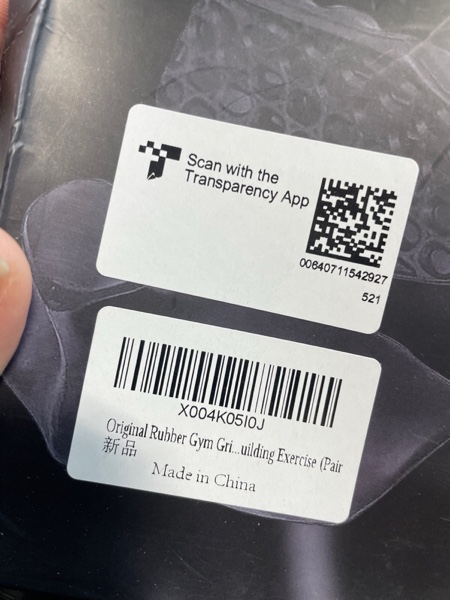 Scan with the
Transparency App
00640711542927
521
X004K05I0J
Original Rubber Gym Gri...uilding Exercise (Pair
新品
Made in China